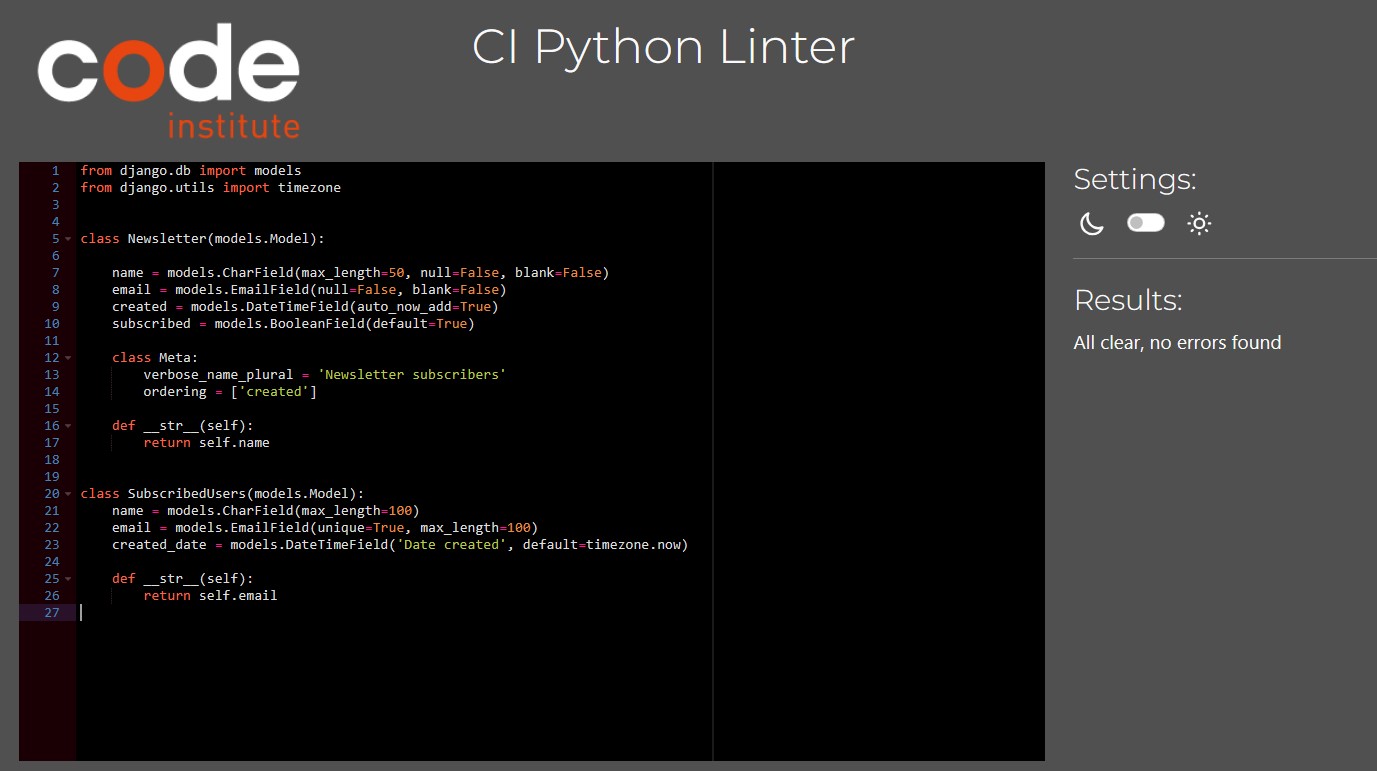 code
institute
CI Python Linter
1 from django.db import models
2 from django.utils import timezone
3
4
5 class Newsletter(models.Model):
6
7     name = models.CharField(max_length=50, null=False, blank=False)
8     email = models.EmailField(null=False, blank=False)
9     created = models.DateTimeField(auto_now_add=True)
10     subscribed = models.BooleanField(default=True)
11
12     class Meta:
13         verbose_name_plural = 'Newsletter subscribers'
14         ordering = ['created']
15
16     def __str__(self):
17         return self.name
18
19
20 class SubscribedUsers(models.Model):
21     name = models.CharField(max_length=100)
22     email = models.EmailField(unique=True, max_length=100)
23     created_date = models.DateTimeField('Date created', default=timezone.now)
24
25     def __str__(self):
26         return self.email
27
Settings:
Results:
All clear, no errors found